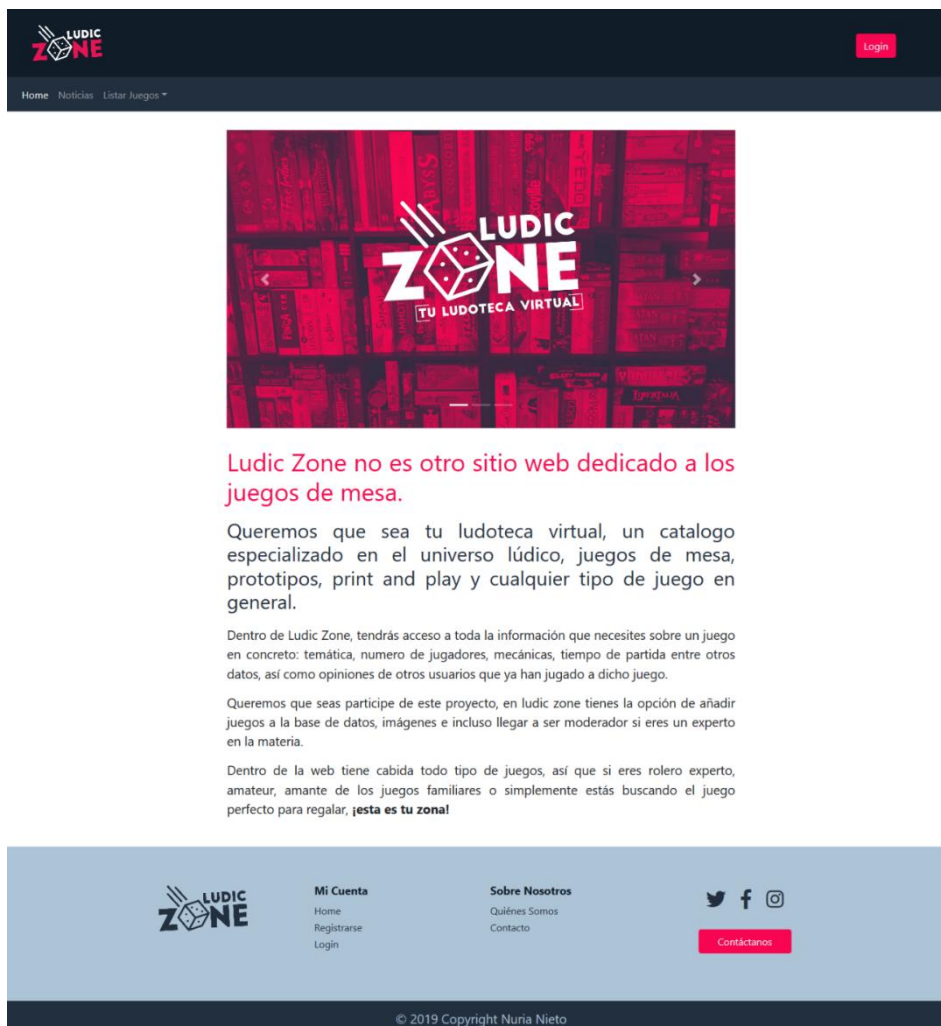 LUDIC
ZONE
Login
Home Noticias Listar Juegos
ABYSS
LUDIC
ZONE
TU LUDOTECA VIRTUAL
Ludic Zone no es otro sitio web dedicado a los
juegos de mesa.
Queremos que sea tu ludoteca virtual, un catalogo
especializado en el universo lúdico, juegos de mesa,
prototipos, print and play y cualquier tipo de juego en
general.
Dentro de Ludic Zone, tendrás acceso a toda la información que necesites sobre un juego
en concreto: temática, numero de jugadores, mecánicas, tiempo de partida entre otros
datos, así como opiniones de otros usuarios que ya han jugado a dicho juego.
Queremos que seas participe de este proyecto, en ludic zone tienes la opción de añadir
juegos a la base de datos, imágenes e incluso llegar a ser moderador si eres un experto
en la materia.
Dentro de la web tiene cabida todo tipo de juegos, así que si eres rolero experto,
amateur, amante de los juegos familiares o simplemente estás buscando el juego
perfecto para regalar, ¡esta es tu zona!
LUDIC
ZONE
Mi Cuenta
Home
Registrarse
Login
Sobre Nosotros
Quiénes Somos
Contacto
Contáctanos
© 2019 Copyright Nuria Nieto